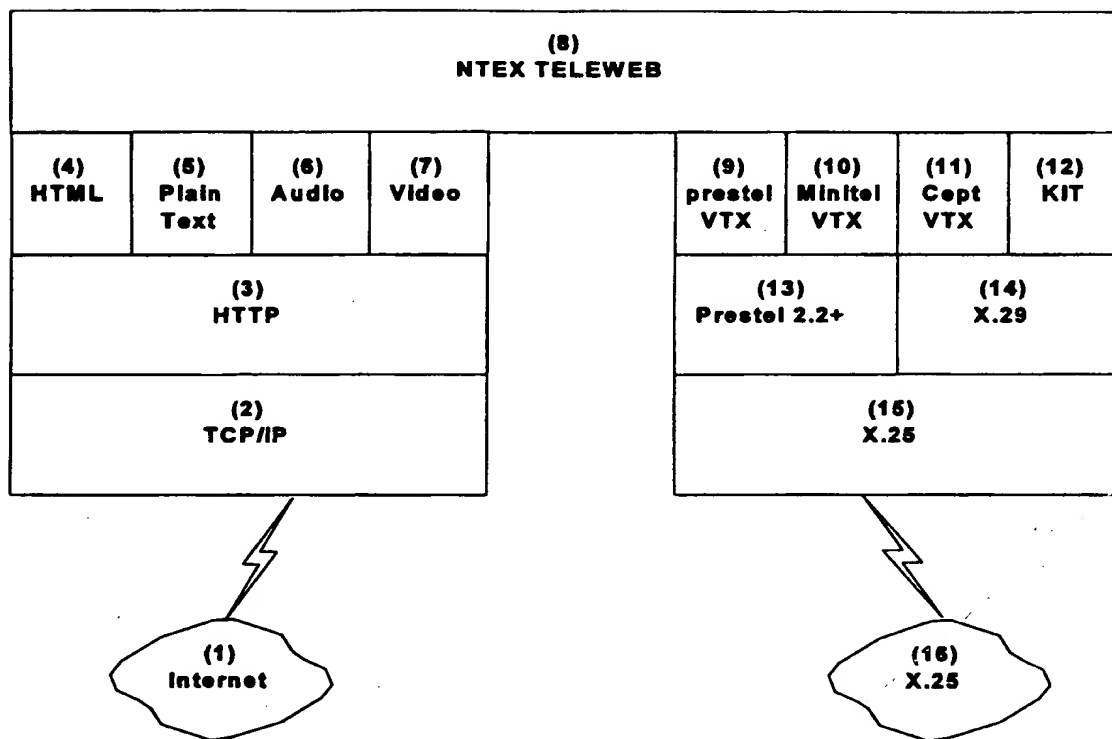 (8)
NTEX TELEWEB
(4)
HTML
(5)
Plain
Text
(6)
Audio
(7)
Video
(9)
prestel
VTX
(10)
Minitel
VTX
(11)
Cept
VTX
(12)
KIT
(3)
HTTP
(13)
Prestel 2.2+
(14)
X.29
(2)
TCP/IP
(15)
X.25
(1)
Internet
(16)
X.25